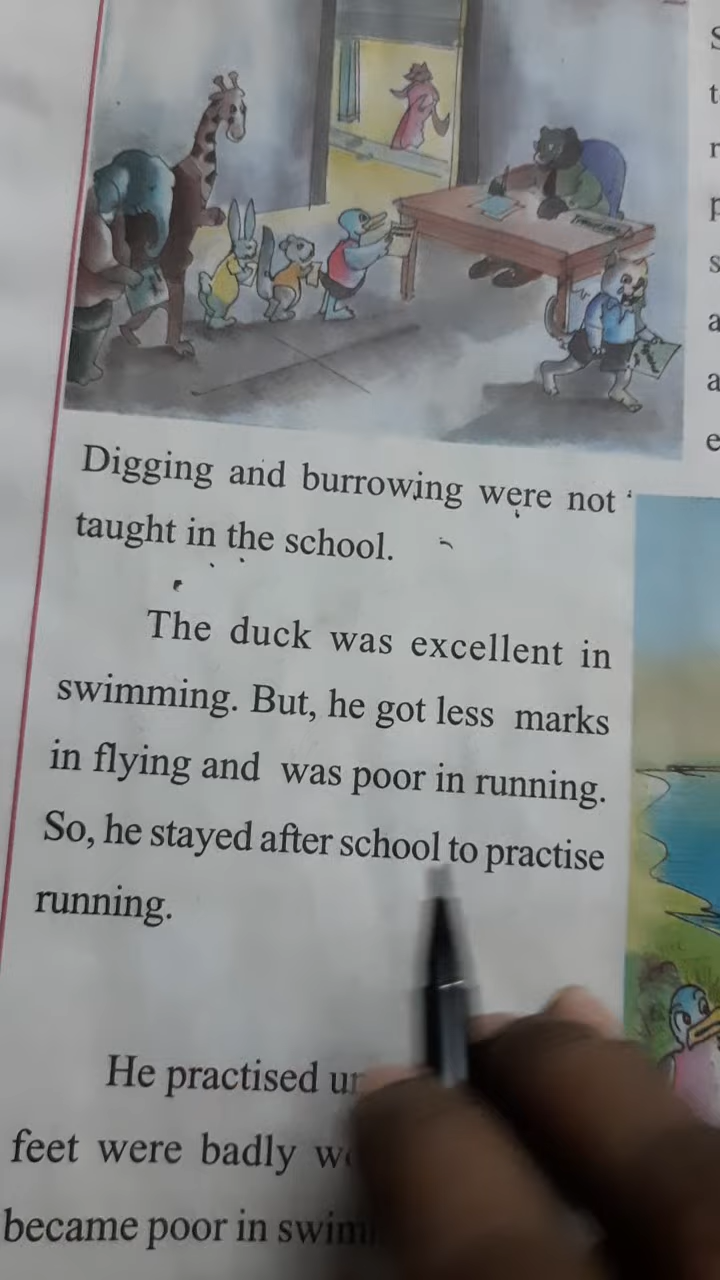 Digging and burrowing were not
taught in the school.
The duck was excellent in
swimming. But, he got less marks
in flying and was poor in running.
So, he stayed after school to practise
running.
He practised
feet were badly
became poor in